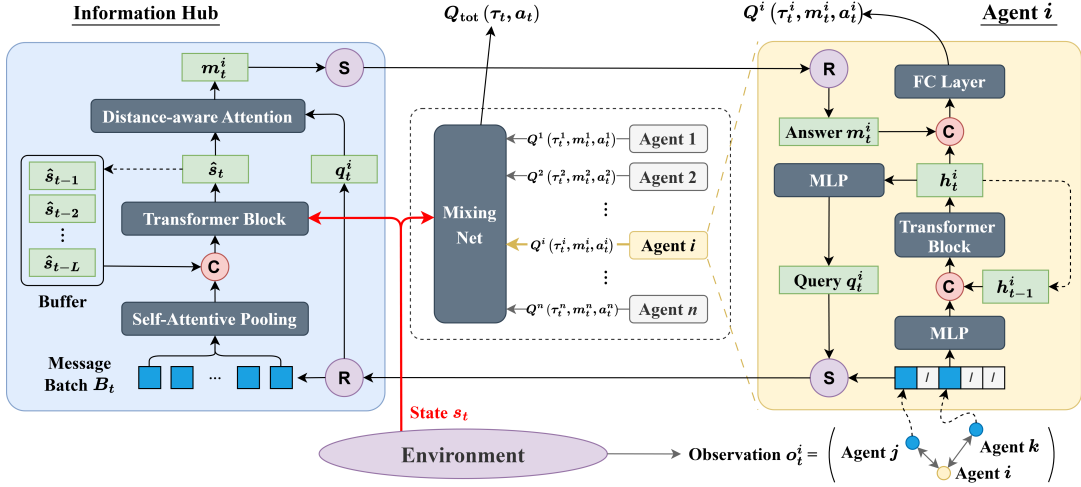 Information Hub
Q_tot (τ_t, a_t)
Q^i (τ_t^i, m_t^i, a_t^i)
Agent i
m_t^i
S
Distance-aware Attention
ŝ_t
q_t^i
ŝ_{t−1}
ŝ_{t−2}
⋮
ŝ_{t−L}
Buffer
Transformer Block
C
Self-Attentive Pooling
Message
Batch B_t
...
R
Mixing
Net
Q^1 (τ_t^1, m_t^1, a_t^1)
Agent 1
Q^2 (τ_t^2, m_t^2, a_t^2)
Agent 2
⋮
⋮
Q^i (τ_t^i, m_t^i, a_t^i)
Agent i
⋮
⋮
Q^n (τ_t^n, m_t^n, a_t^n)
Agent n
R
FC Layer
Answer m_t^i
C
MLP
h_t^i
Transformer
Block
Query q_t^i
C
h_{t−1}^i
MLP
S
/ / /
State s_t
Environment
Observation o_t^i = (
Agent j
Agent k
Agent i
)